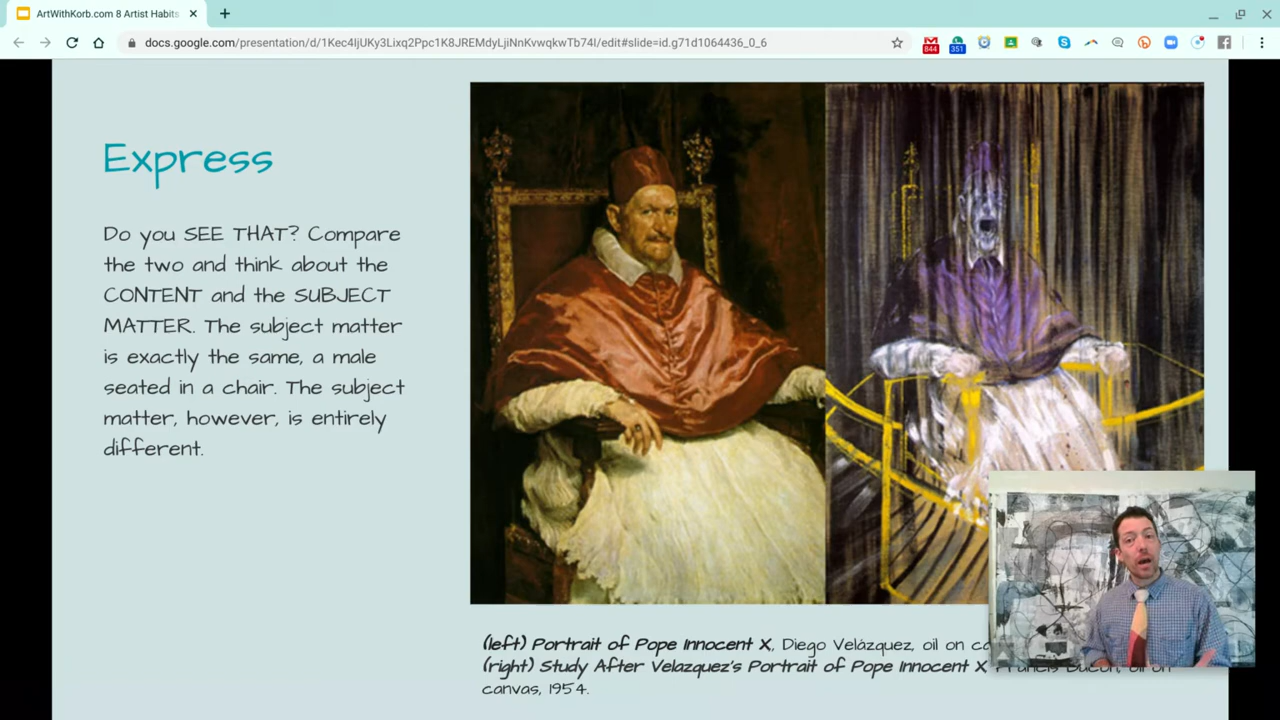 ArtWithKorb.com 8 Artist Habits
docs.google.com/presentation/d/1Kec4IjUKy3Lixq2Ppc1K8JREMdyLjiNnKvwqkwTb74I/edit#slide=id.g71d1064436_0_6
844
351
Express
Do you SEE THAT? Compare
the two and think about the
CONTENT and the SUBJECT
MATTER. The subject matter
is exactly the same, a male
seated in a chair. The subject
matter, however, is entirely
different.
(left) Portrait of Pope Innocent X, Diego Velázquez, oil on
(right) Study After Velazquez's Portrait of Pope Innocent X
canvas, 1954.